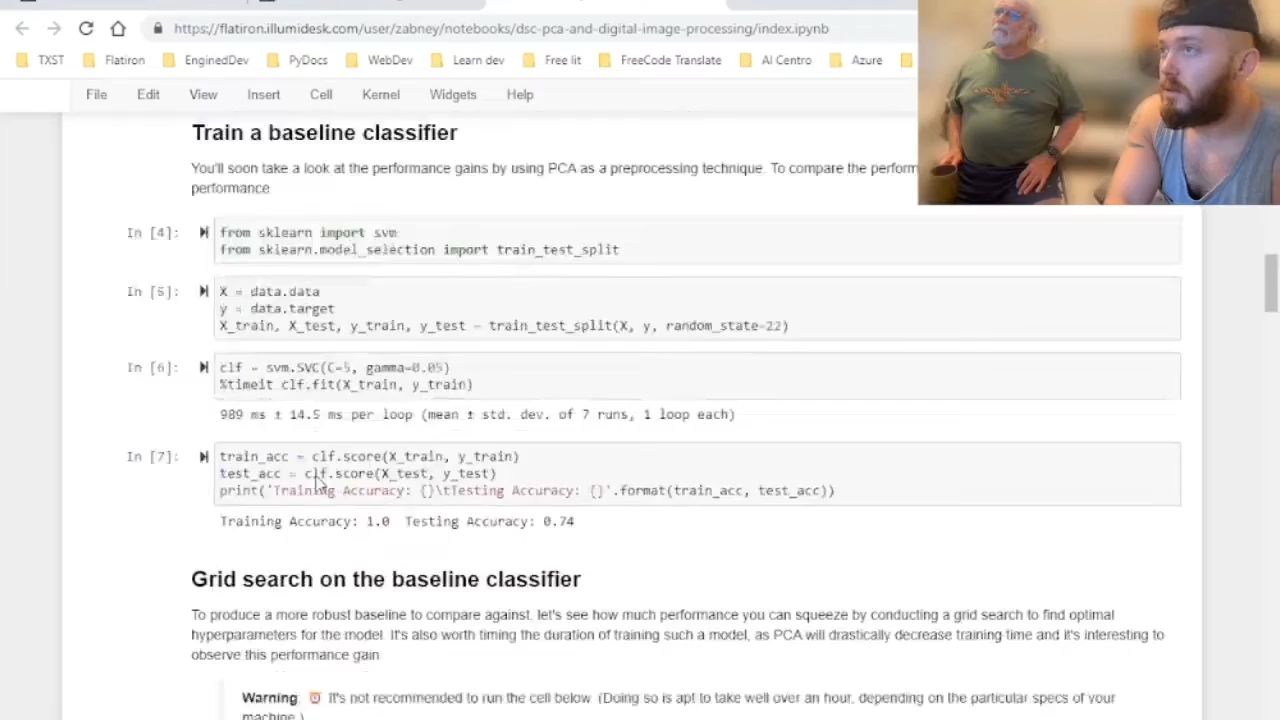 https://flatiron.illumidesk.com/user/zabney/notebooks/dsc-pca-and-digital-image-processing/index.ipynb
TXST Flatiron EnginedDev PyDocs WebDev Learn dev Free lit FreeCode Translate AI Centro Azure
File Edit View Insert Cell Kernel Widgets Help
Train a baseline classifier
You'll soon take a look at the performance gains by using PCA as a preprocessing technique. To compare the perform
performance
In [4]: from sklearn import svm
from sklearn.model_selection import train_test_split
In [5]: X = data.data
y = data.target
X_train, X_test, y_train, y_test = train_test_split(X, y, random_state=22)
In [6]: clf = svm.SVC(C=5, gamma=0.05)
%timeit clf.fit(X_train, y_train)
989 ms ± 14.5 ms per loop (mean ± std. dev. of 7 runs, 1 loop each)
In [7]: train_acc = clf.score(X_train, y_train)
test_acc = clf.score(X_test, y_test)
print('Training Accuracy: {}\tTesting Accuracy: {}'.format(train_acc, test_acc))
Training Accuracy: 1.0 Testing Accuracy: 0.74
Grid search on the baseline classifier
To produce a more robust baseline to compare against, let's see how much performance you can squeeze by conducting a grid search to find optimal
hyperparameters for the model. It's also worth timing the duration of training such a model, as PCA will drastically decrease training time and it's interesting to
observe this performance gain
Warning: It's not recommended to run the cell below. (Doing so is apt to take well over an hour, depending on the particular specs of your
machine.)